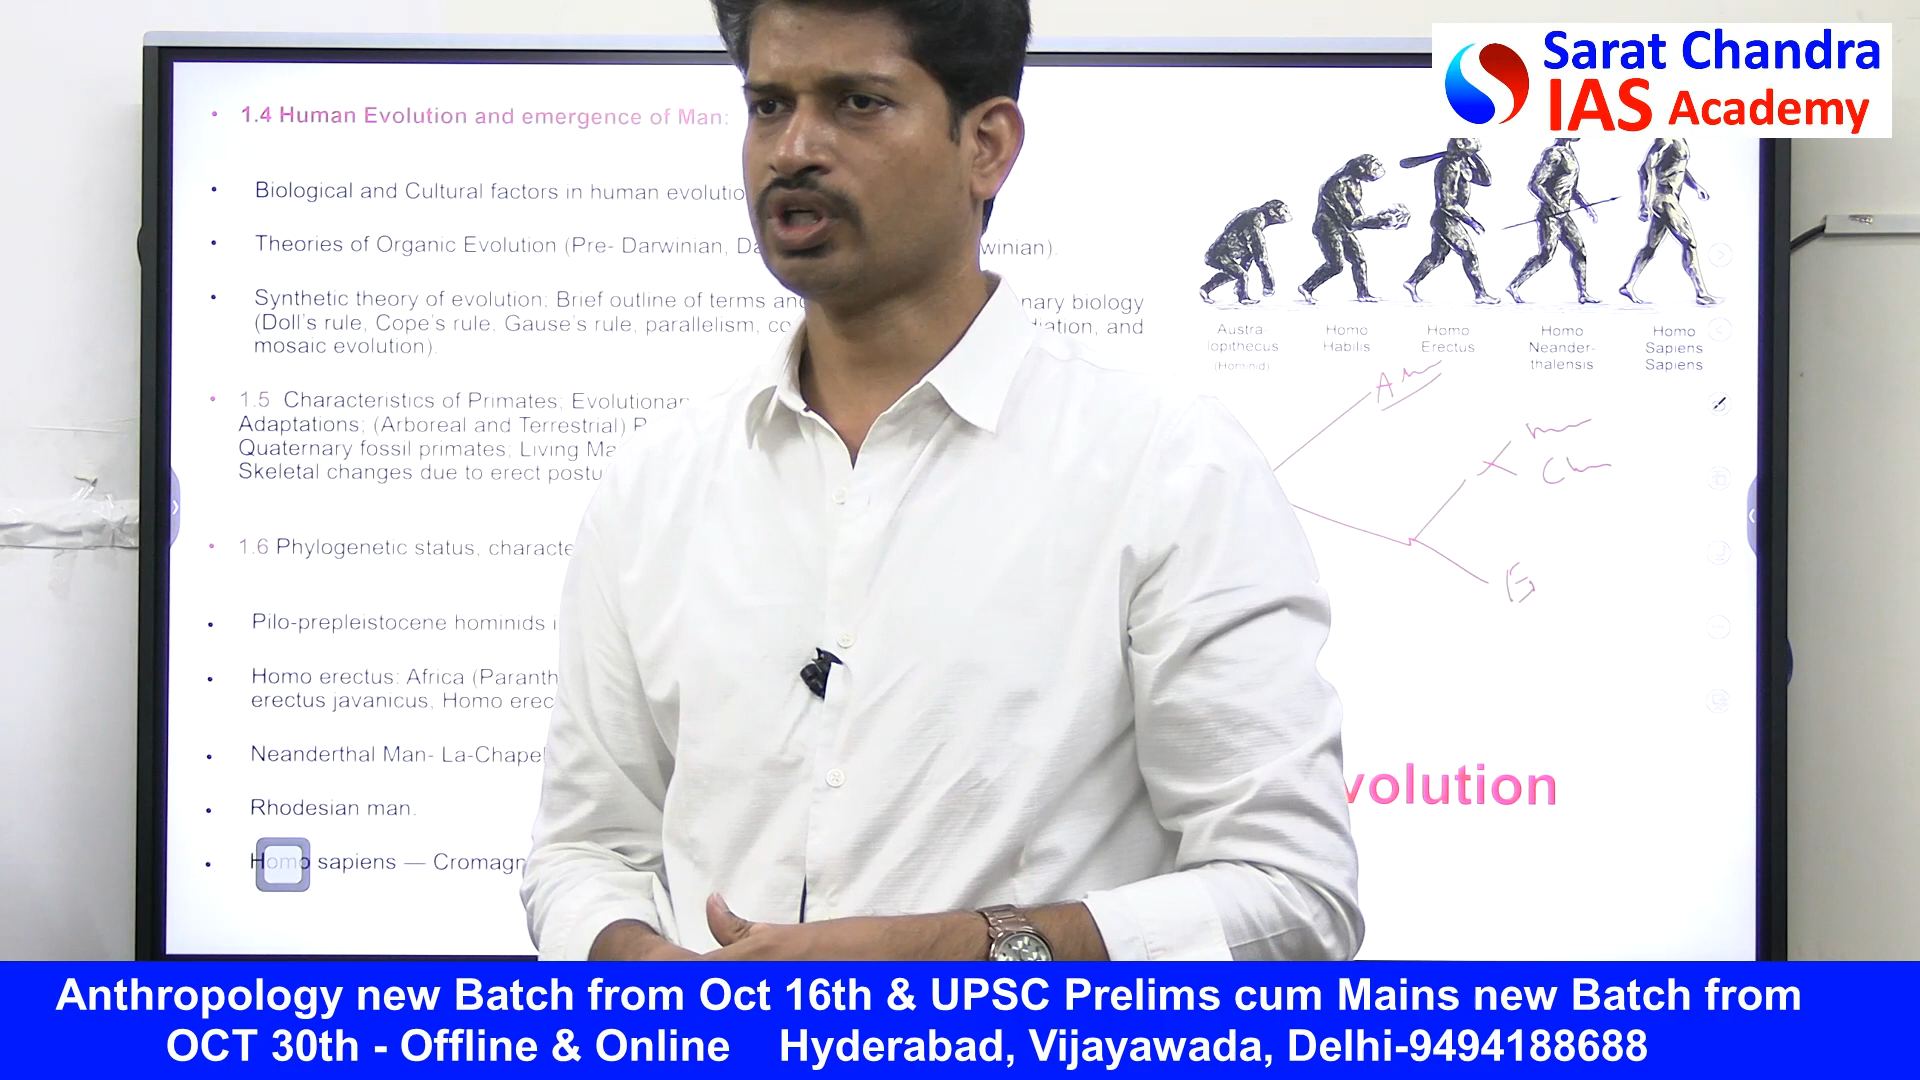 Sarat Chandra
IAS Academy
• 1.4 Human Evolution and emergence of Man:
• Biological and Cultural factors in human evolutio
• Theories of Organic Evolution (Pre- Darwinian, Da winian).
• Synthetic theory of evolution; Brief outline of terms and nary biology
(Doll's rule, Cope's rule, Gause's rule, parallelism, co iation, and
mosaic evolution).
• 1.5 Characteristics of Primates; Evolutionar
Adaptations; (Arboreal and Terrestrial) P
Quaternary fossil primates; Living Ma
Skeletal changes due to erect postu
• 1.6 Phylogenetic status, characte
• Pilo-prepleistocene hominids i
• Homo erectus: Africa (Paranth
erectus javanicus, Homo erec
• Neanderthal Man- La-Chapel
• Rhodesian man.
• Homo sapiens — Cromagn
Austra-
lopithecus
(Hominid)
Homo
Habilis
Homo
Erectus
Homo
Neander-
thalensis
Homo
Sapiens
Sapiens
volution
Anthropology new Batch from Oct 16th & UPSC Prelims cum Mains new Batch from
OCT 30th - Offline & Online Hyderabad, Vijayawada, Delhi-9494188688